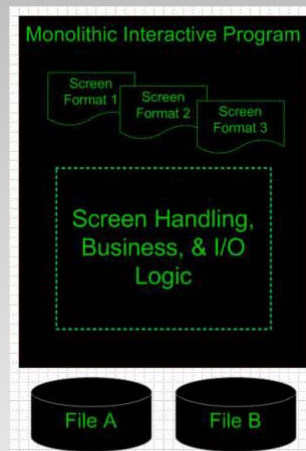 Monolithic Interactive Program
Screen
Format 1
Screen
Format 2
Screen
Format 3
Screen Handling,
Business, & I/O
Logic
File A
File B